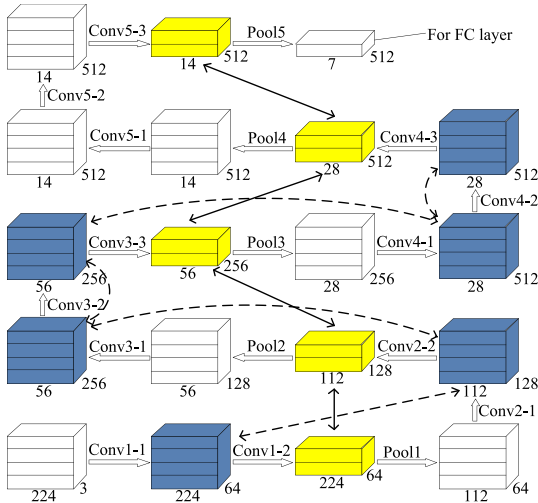 Conv5-3 Pool5 For FC layer
14 512 14 512 7 512
Conv5-2
Conv5-1 Pool4 Conv4-3
14 512 14 512 28 512 28 512
Conv4-2
Conv3-3 Pool3 Conv4-1
56 256 56 256 28 256 28 512
Conv3-2
Conv3-1 Pool2 Conv2-2
56 256 56 128 112 128 112 128
Conv2-1
Conv1-1 Conv1-2 Pool1
224 3 224 64 224 64 112 64